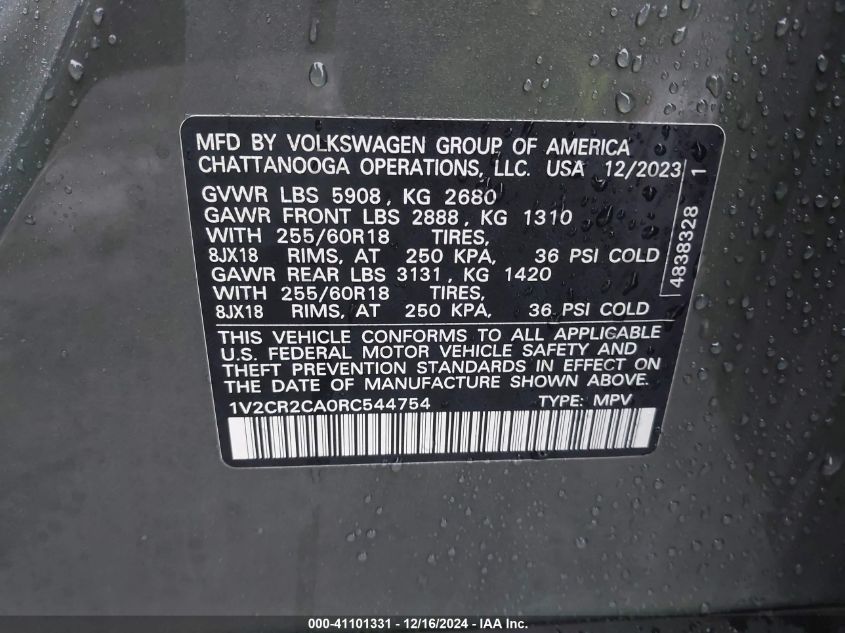 MFD BY VOLKSWAGEN GROUP OF AMERICA
CHATTANOOGA OPERATIONS, LLC. USA 12/2023
GVWR LBS 5908, KG 2680
GAWR FRONT LBS 2888, KG 1310
WITH 255/60R18 TIRES,
8JX18 RIMS, AT 250 KPA, 36 PSI COLD
GAWR REAR LBS 3131, KG 1420
WITH 255/60R18 TIRES,
8JX18 RIMS, AT 250 KPA, 36 PSI COLD
4838328 1
THIS VEHICLE CONFORMS TO ALL APPLICABLE
U.S. FEDERAL MOTOR VEHICLE SAFETY AND
THEFT PREVENTION STANDARDS IN EFFECT ON
THE DATE OF MANUFACTURE SHOWN ABOVE.
1V2CR2CA0RC544754 TYPE: MPV
000-41101331 - 12/16/2024 - IAA Inc.